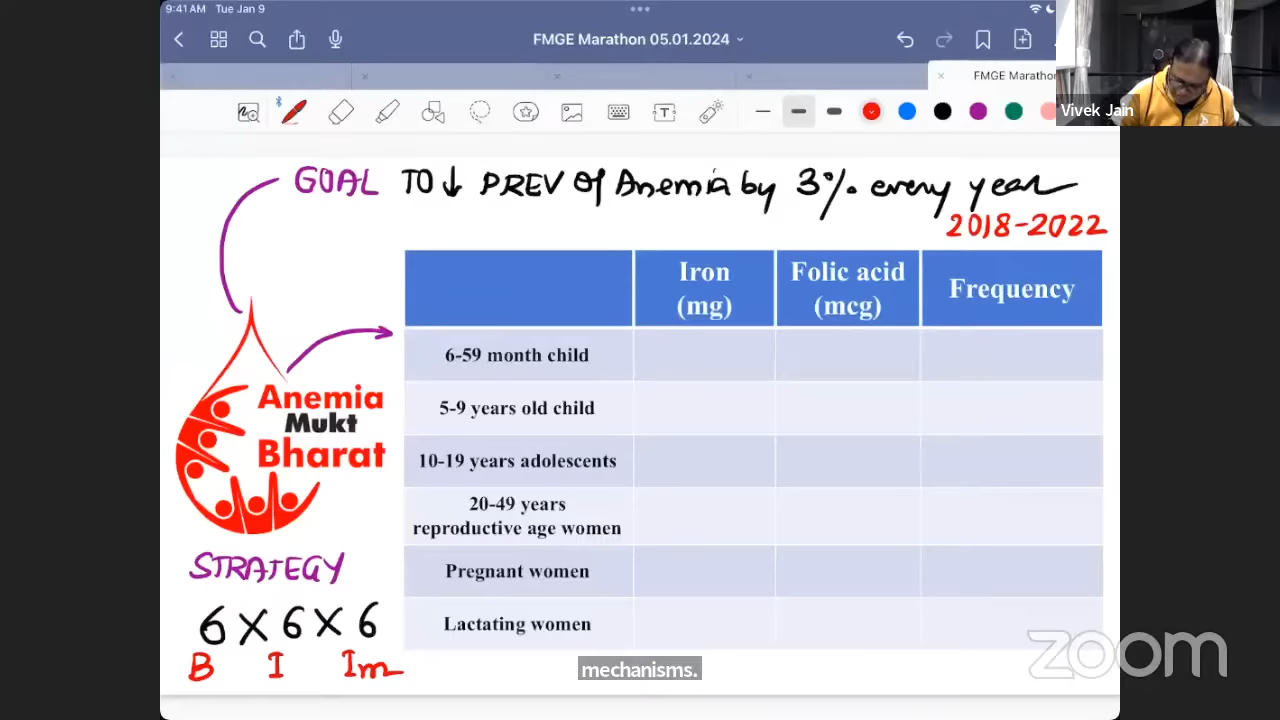 9:41 AM Tue Jan 9
FMGE Marathon 05.01.2024
FMGE Marathon
Vivek Jain
GOAL TO ↓ PREV Of Anemia by 3% every year
2018-2022
Iron (mg)
Folic acid (mcg)
Frequency
6-59 month child
5-9 years old child
10-19 years adolescents
20-49 years
reproductive age women
Pregnant women
Lactating women
Anemia
Mukt
Bharat
STRATEGY
6 X 6 X 6
B I Im
mechanisms.
zoom